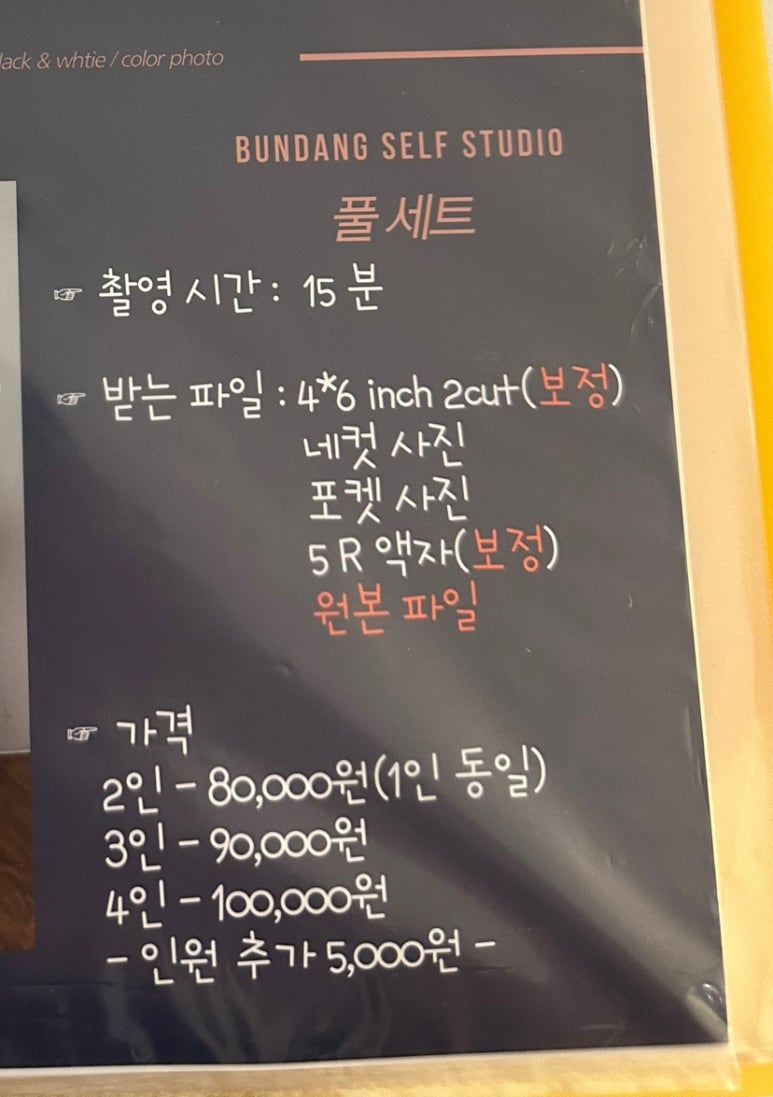 & whtie / color photo
BUNDANG SELF STUDIO
풀 세트
☞ 촬영 시간 : 15 분
☞ 받는 파일 : 4*6 inch 2cut(보정)
네컷 사진
포켓 사진
5 R 액자(보정)
원본 파일
☞ 가격
2인 - 80,000원(1인 동일)
3인 - 90,000원
4인 - 100,000원
- 인원 추가 5,000원 -